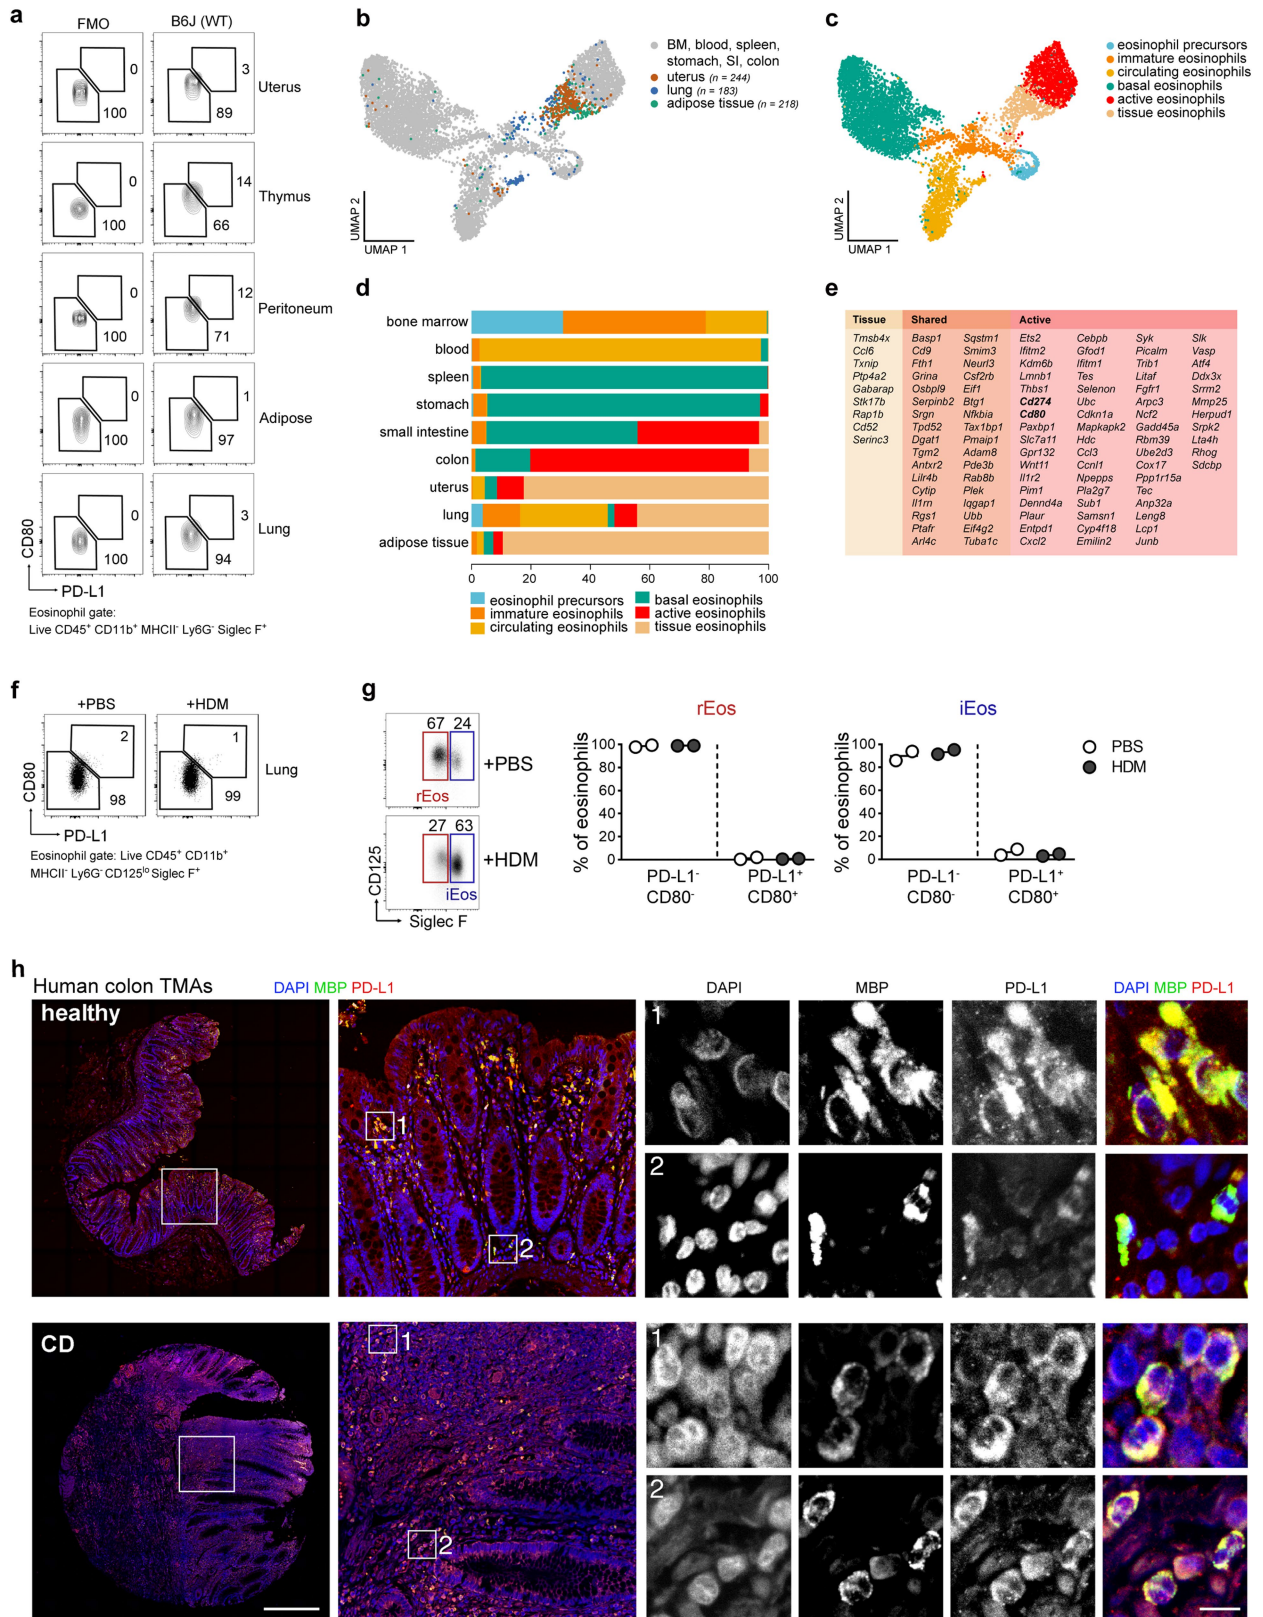 a
FMO
B6J (WT)
0
3
Uterus
100
89
0
14
Thymus
100
66
0
12
Peritoneum
100
71
0
1
Adipose
100
97
0
3
Lung
100
94
CD80
PD-L1
Eosinophil gate:
Live CD45⁺ CD11b⁺ MHCII⁻ Ly6G⁻ Siglec F⁺
b
BM, blood, spleen,
stomach, SI, colon
uterus (n = 244)
lung (n = 183)
adipose tissue (n = 218)
UMAP 2
UMAP 1
c
eosinophil precursors
immature eosinophils
circulating eosinophils
basal eosinophils
active eosinophils
tissue eosinophils
UMAP 2
UMAP 1
d
bone marrow
blood
spleen
stomach
small intestine
colon
uterus
lung
adipose tissue
0 20 40 60 80 100
eosinophil precursors
immature eosinophils
circulating eosinophils
basal eosinophils
active eosinophils
tissue eosinophils
e
Tissue Shared Active
Tmsb4x Basp1 Sqstm1 Ets2 Cebpb Syk Slk
Ccl6 Cd9 Smim3 Ifitm2 Gfod1 Picalm Vasp
Txnip Fth1 Neurl3 Kdm6b Ifitm1 Trib1 Atf4
Ptp4a2 Grina Csf2rb Lmnb1 Tes Litaf Ddx3x
Gabarap Osbpl9 Eif1 Thbs1 Selenon Fgfr1 Srrm2
Stk17b Serpinb2 Btg1 Cd274 Ubc Arpc3 Mmp25
Rap1b Srgn Nfkbia Cd80 Cdkn1a Ncf2 Herpud1
Cd52 Tpd52 Tax1bp1 Paxbp1 Mapkapk2 Gadd45a Srpk2
Serinc3 Dgat1 Pmaip1 Slc7a11 Hdc Rbm39 Lta4h
Tgm2 Adam8 Gpr132 Ccl3 Ube2d3 Rhog
Antxr2 Pde3b Wnt11 Ccnl1 Cox17 Sdcbp
Lilr4b Rab8b Il1r2 Npepps Ppp1r15a
Cytip Plek Pim1 Pla2g7 Tec
Il1rn Iqgap1 Dennd4a Sub1 Anp32a
Rgs1 Ubb Plaur Samsn1 Leng8
Ptafr Eif4g2 Entpd1 Cyp4f18 Lcp1
Arl4c Tuba1c Cxcl2 Emilin2 Junb
f
+PBS
+HDM
2
1
98
99
Lung
CD80
PD-L1
Eosinophil gate: Live CD45⁺ CD11b⁺
MHCII⁻ Ly6G⁻ CD125ˡᵒ Siglec F⁺
g
67 24
rEos
+PBS
27 63
iEos
+HDM
CD125
Siglec F
rEos
% of eosinophils
100
80
60
40
20
0
PD-L1⁻
CD80⁻
PD-L1⁺
CD80⁺
iEos
% of eosinophils
100
80
60
40
20
0
PD-L1⁻
CD80⁻
PD-L1⁺
CD80⁺
PBS
HDM
h
Human colon TMAs
DAPI MBP PD-L1
DAPI
MBP
PD-L1
DAPI MBP PD-L1
healthy
1
2
1
2
CD
1
2
1
2